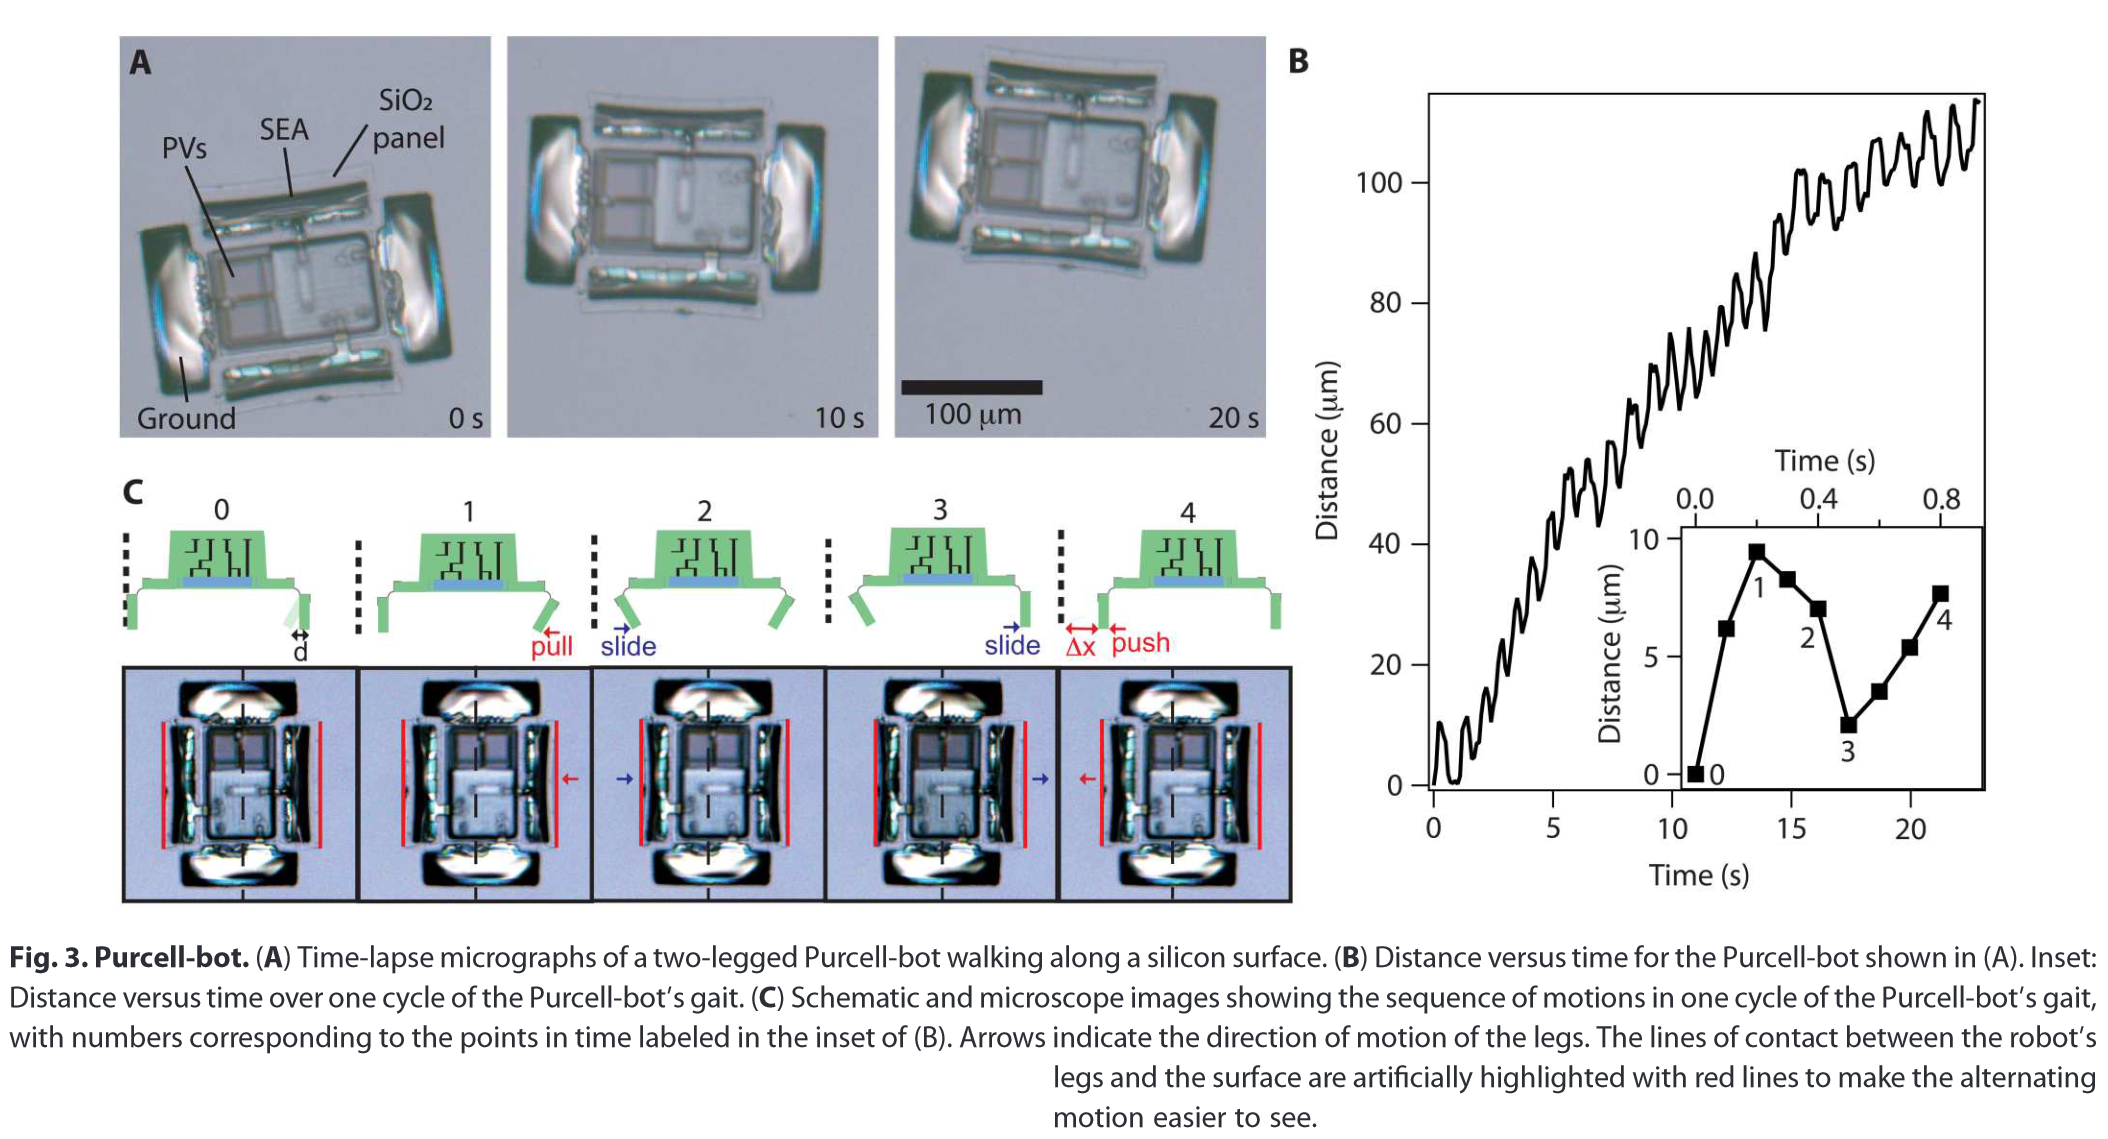 A
SiO₂
panel
SEA
PVs
Ground
0 s
10 s
100 μm
20 s
B
Distance (μm)
100
80
60
40
20
0
0
5
10
15
20
Time (s)
Time (s)
0.0
0.4
0.8
Distance (μm)
10
5
0
0
1
2
3
4
C
0
1
2
3
4
d
pull
slide
slide
Δx
push
Fig. 3. Purcell-bot. (A) Time-lapse micrographs of a two-legged Purcell-bot walking along a silicon surface. (B) Distance versus time for the Purcell-bot shown in (A). Inset:
Distance versus time over one cycle of the Purcell-bot’s gait. (C) Schematic and microscope images showing the sequence of motions in one cycle of the Purcell-bot’s gait,
with numbers corresponding to the points in time labeled in the inset of (B). Arrows indicate the direction of motion of the legs. The lines of contact between the robot’s
legs and the surface are artificially highlighted with red lines to make the alternating
motion easier to see.